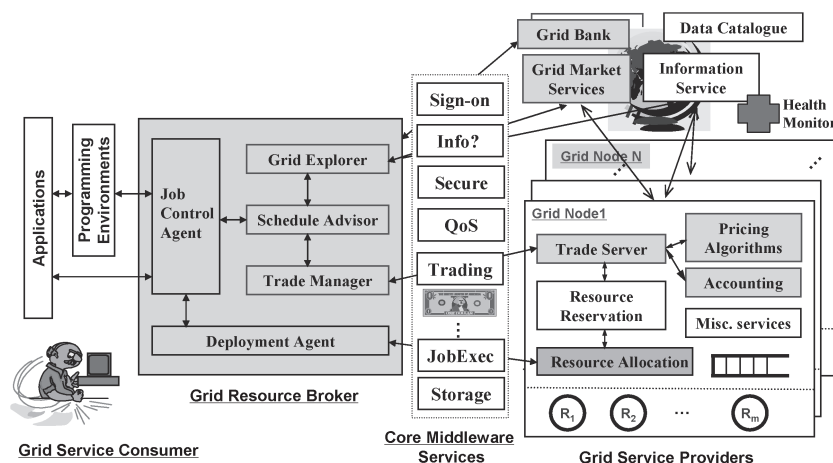 Grid Bank
Data Catalogue
Grid Market
Services
Information
Service
Health
Monitor
Sign-on
Info?
Secure
QoS
Trading
JobExec
Storage
Applications
Programming
Environments
Job
Control
Agent
Grid Explorer
Schedule Advisor
Trade Manager
Deployment Agent
Grid Resource Broker
Grid Service Consumer
Core Middleware
Services
Grid Node N
...
Grid Node1
Trade Server
Pricing
Algorithms
Accounting
Resource
Reservation
Misc. services
Resource Allocation
R1 R2 ... Rm
Grid Service Providers